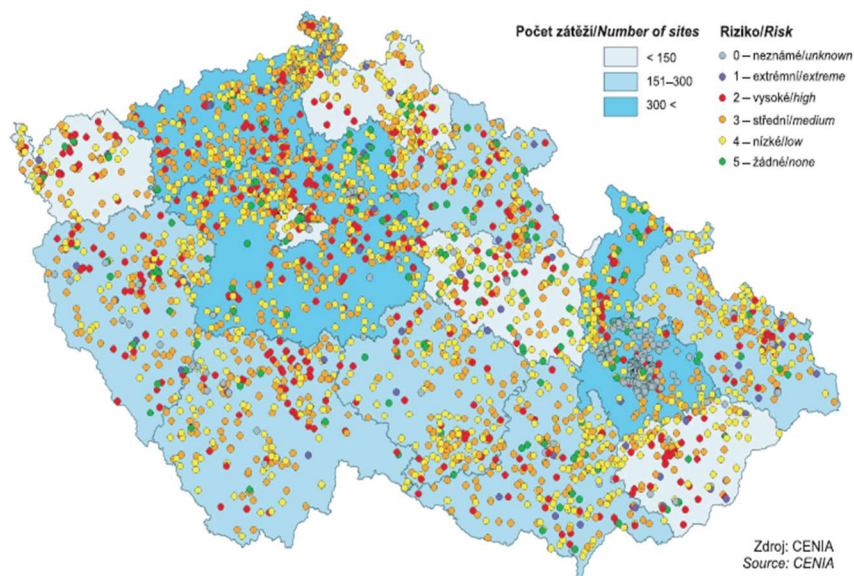 Počet zátěží/Number of sites
< 150
151–300
300 <
Riziko/Risk
0 – neznámé/unknown
1 – extrémní/extreme
2 – vysoké/high
3 – střední/medium
4 – nízké/low
5 – žádné/none
Zdroj: CENIA
Source: CENIA